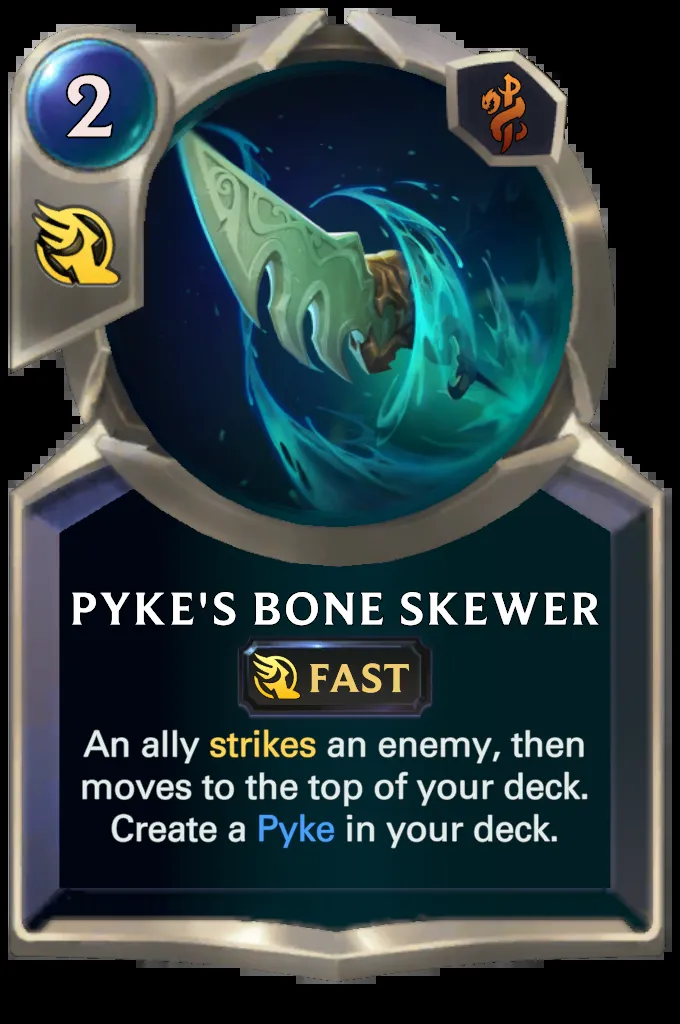 2
PYKE'S BONE SKEWER
FAST
An ally strikes an enemy, then
moves to the top of your deck.
Create a Pyke in your deck.